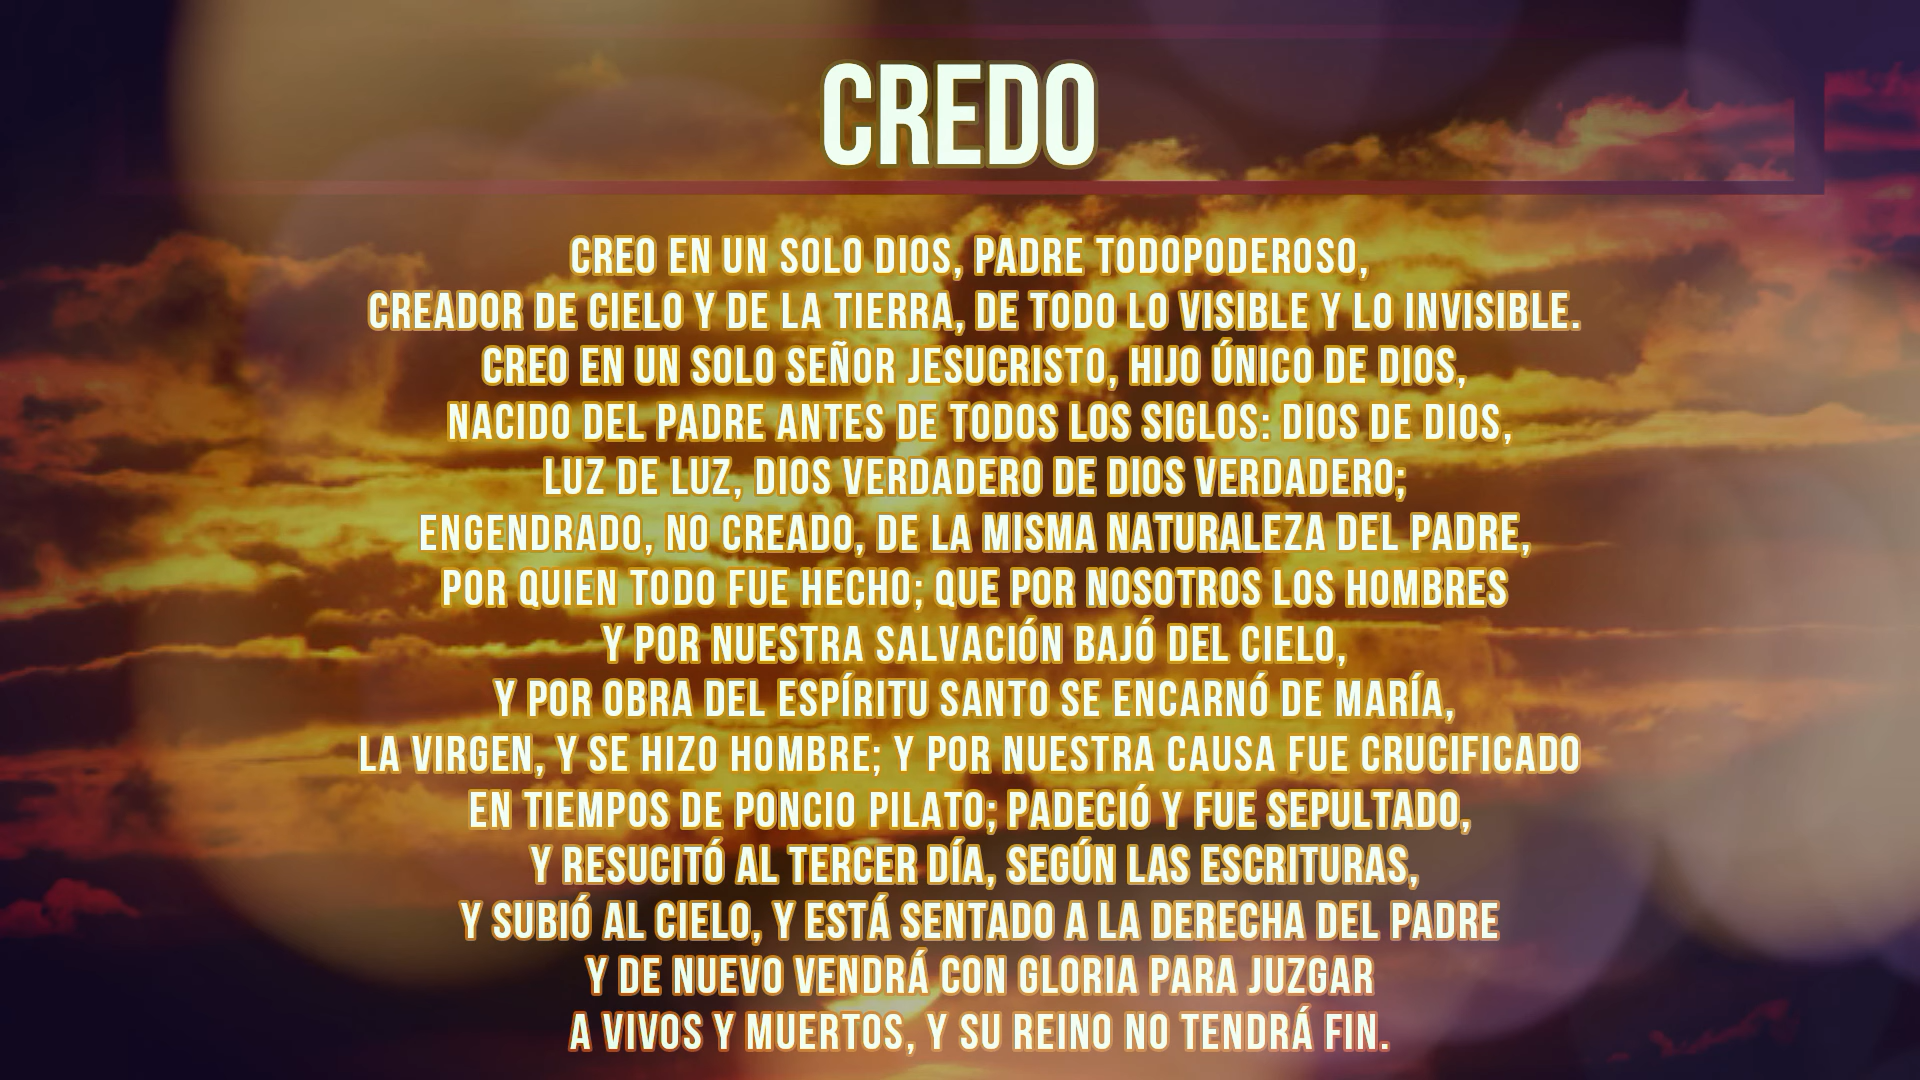 CREDO
CREO EN UN SOLO DIOS, PADRE TODOPODEROSO,
CREADOR DE CIELO Y DE LA TIERRA, DE TODO LO VISIBLE Y LO INVISIBLE.
CREO EN UN SOLO SEÑOR JESUCRISTO, HIJO ÚNICO DE DIOS,
NACIDO DEL PADRE ANTES DE TODOS LOS SIGLOS: DIOS DE DIOS,
LUZ DE LUZ, DIOS VERDADERO DE DIOS VERDADERO;
ENGENDRADO, NO CREADO, DE LA MISMA NATURALEZA DEL PADRE,
POR QUIEN TODO FUE HECHO; QUE POR NOSOTROS LOS HOMBRES
Y POR NUESTRA SALVACIÓN BAJÓ DEL CIELO,
Y POR OBRA DEL ESPÍRITU SANTO SE ENCARNÓ DE MARÍA,
LA VIRGEN, Y SE HIZO HOMBRE; Y POR NUESTRA CAUSA FUE CRUCIFICADO
EN TIEMPOS DE PONCIO PILATO; PADECIÓ Y FUE SEPULTADO,
Y RESUCITÓ AL TERCER DÍA, SEGÚN LAS ESCRITURAS,
Y SUBIÓ AL CIELO, Y ESTÁ SENTADO A LA DERECHA DEL PADRE
Y DE NUEVO VENDRÁ CON GLORIA PARA JUZGAR
A VIVOS Y MUERTOS, Y SU REINO NO TENDRÁ FIN.